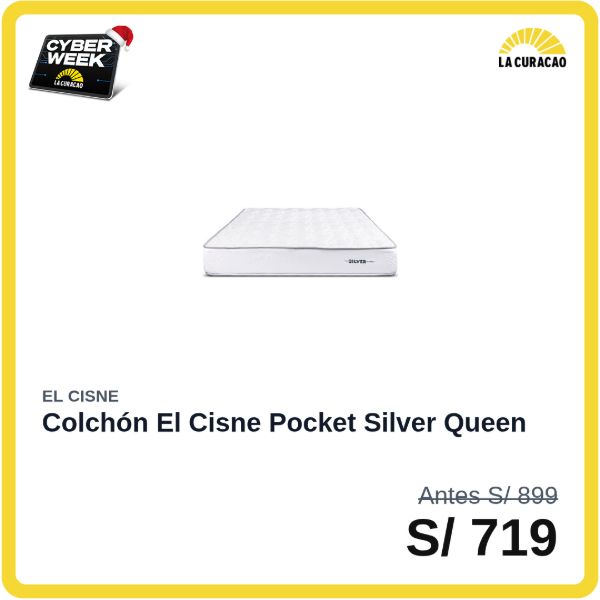 CYBER
WEEK
LA CURACAO
LA CURACAO
SILVER
EL CISNE
Colchón El Cisne Pocket Silver Queen
Antes S/ 899
S/ 719